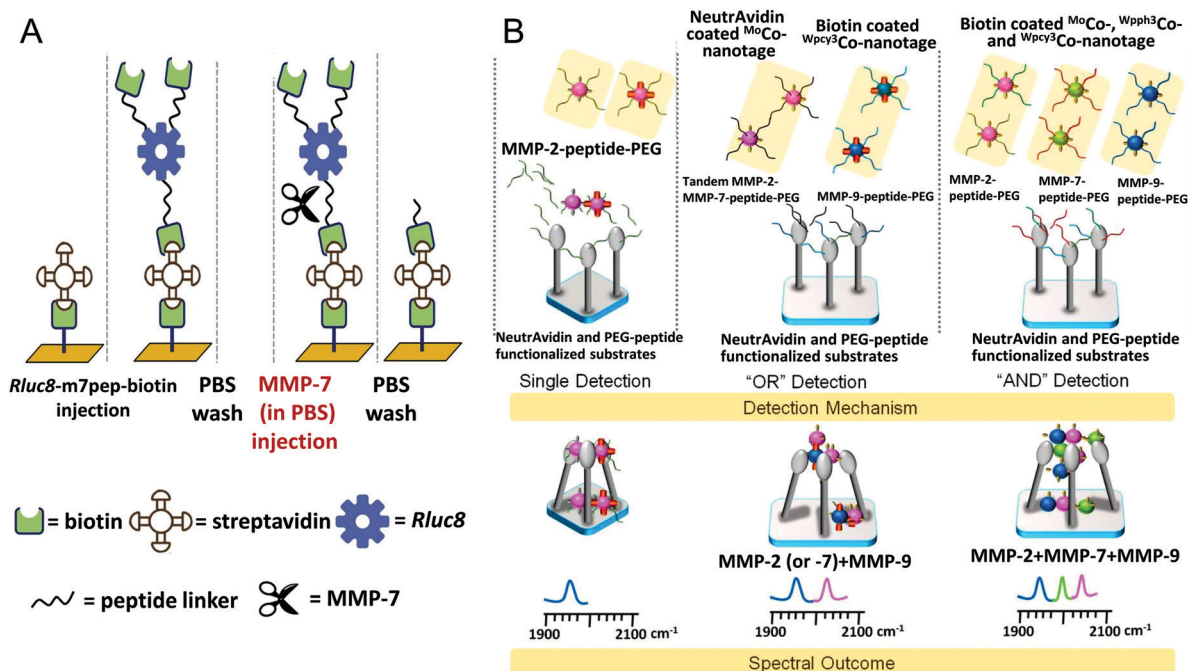 A
Rluc8-m7pep-biotin
injection
PBS
wash
MMP-7
(in PBS)
injection
PBS
wash
= biotin
= streptavidin
= Rluc8
= peptide linker
= MMP-7
B
MMP-2-peptide-PEG
NeutrAvidin and PEG-peptide
functionalized substrates
Single Detection
NeutrAvidin
coated MoCo-
nanotage
Biotin coated
Wpcy3Co-nanotage
Tandem MMP-2-
MMP-7-peptide-PEG
MMP-9-peptide-PEG
NeutrAvidin and PEG-peptide
functionalized substrates
"OR" Detection
Biotin coated MoCo-, Wpph3Co-
and Wpcy3Co-nanotage
MMP-2-
peptide-PEG
MMP-7-
peptide-PEG
MMP-9-
peptide-PEG
NeutrAvidin and PEG-peptide
functionalized substrates
"AND" Detection
Detection Mechanism
MMP-2 (or -7)+MMP-9
MMP-2+MMP-7+MMP-9
1900 2100 cm-1
1900 2100 cm-1
1900 2100 cm-1
Spectral Outcome